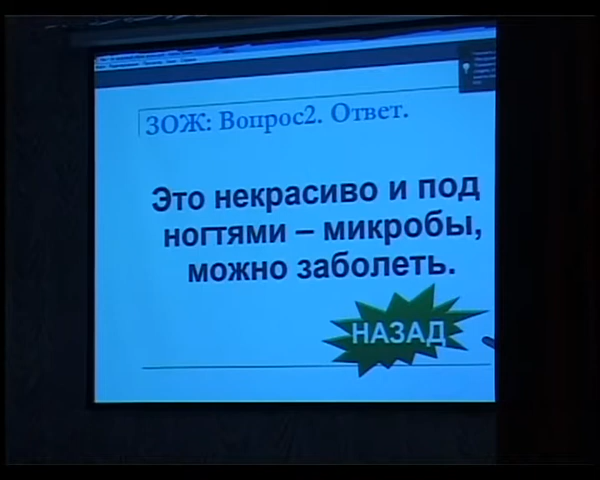 ЗОЖ: Вопрос2. Ответ.
Это некрасиво и под
ногтями – микробы,
можно заболеть.
НАЗАД